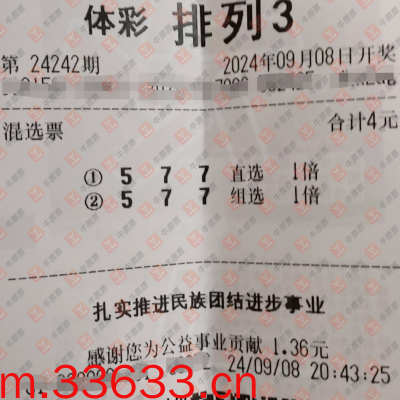 体彩 排列3
第 24242期 2024年09月08日开奖
混选票 合计4元
① 5 7 7 直选 1倍
② 5 7 7 组选 1倍
扎实推进民族团结进步事业
感谢您为公益事业贡献 1.36元
24/09/08 20:43:25
m.33633.cn